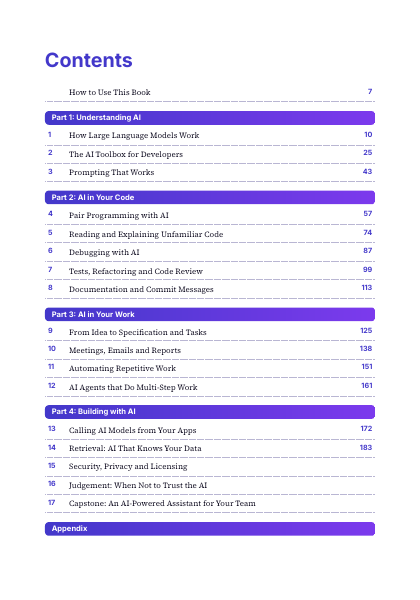 Contents
How to Use This Book 7
Part 1: Understanding AI
1 How Large Language Models Work 10
2 The AI Toolbox for Developers 25
3 Prompting That Works 43
Part 2: AI in Your Code
4 Pair Programming with AI 57
5 Reading and Explaining Unfamiliar Code 74
6 Debugging with AI 87
7 Tests, Refactoring and Code Review 99
8 Documentation and Commit Messages 113
Part 3: AI in Your Work
9 From Idea to Specification and Tasks 125
10 Meetings, Emails and Reports 138
11 Automating Repetitive Work 151
12 AI Agents that Do Multi-Step Work 161
Part 4: Building with AI
13 Calling AI Models from Your Apps 172
14 Retrieval: AI That Knows Your Data 183
15 Security, Privacy and Licensing
16 Judgement: When Not to Trust the AI
17 Capstone: An AI-Powered Assistant for Your Team
Appendix